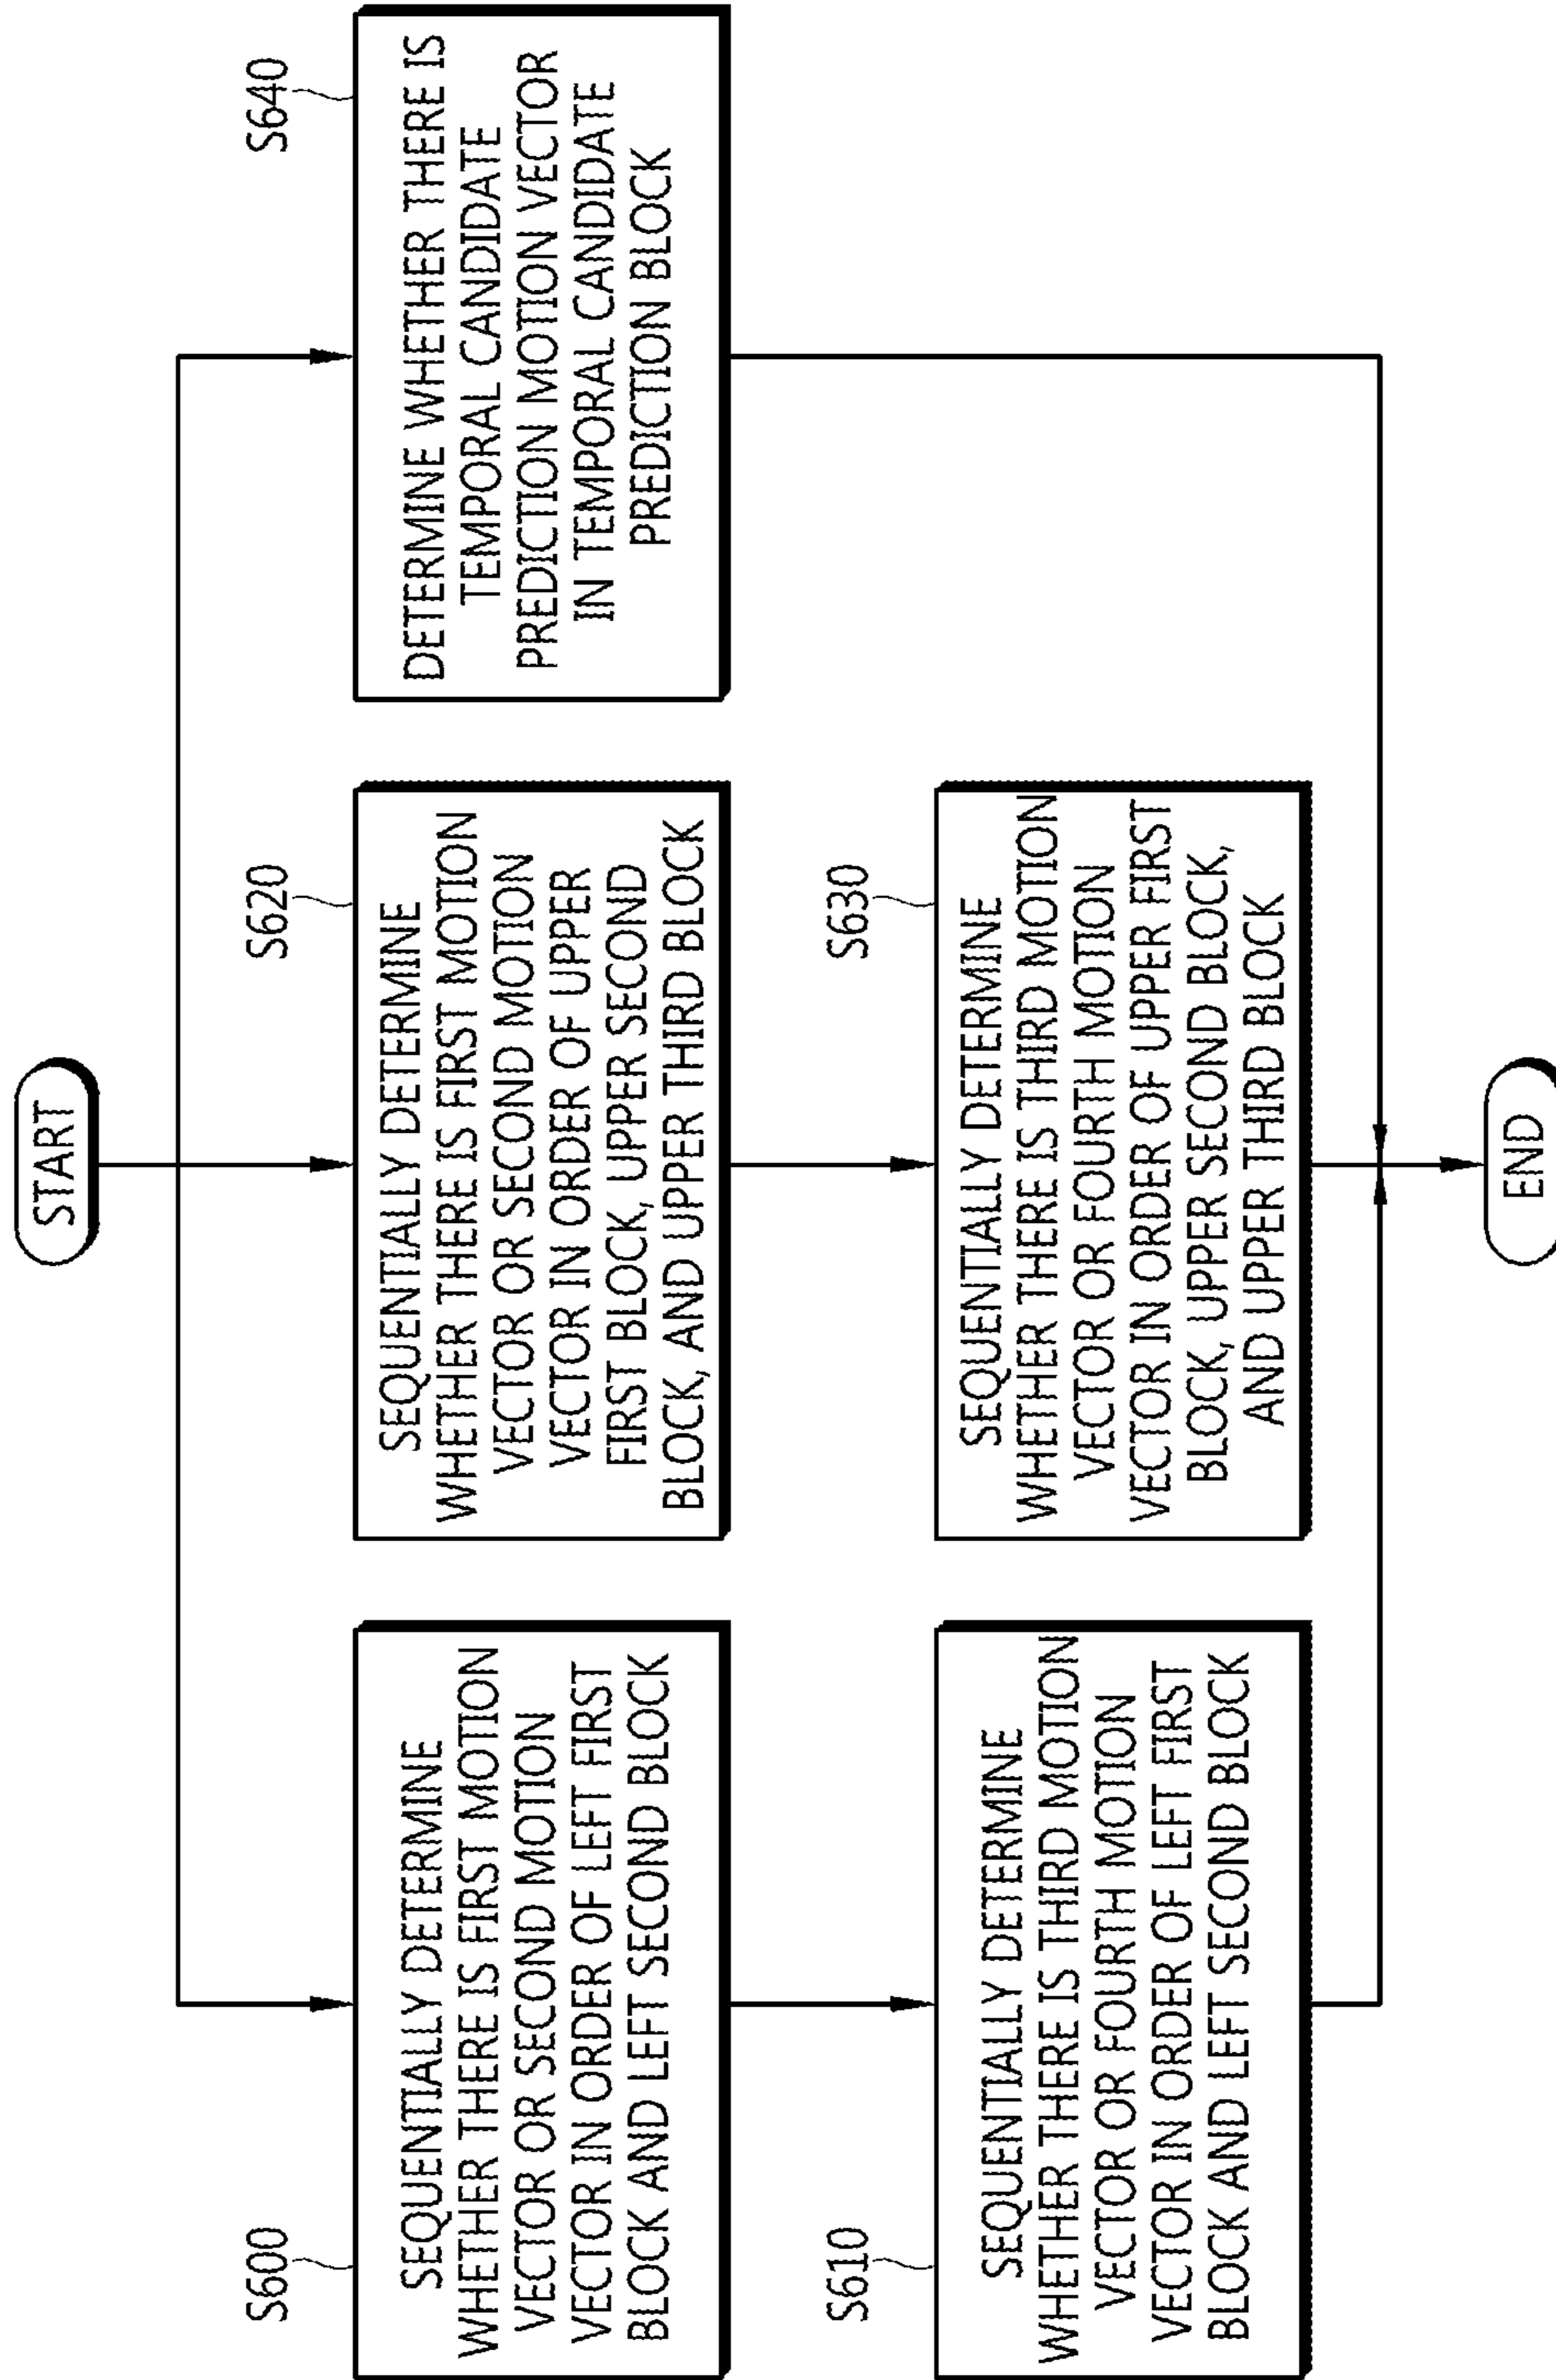 START
S600
SEQUENTIALLY DETERMINE
WHETHER THERE IS FIRST MOTION
VECTOR OR SECOND MOTION
VECTOR IN ORDER OF LEFT FIRST
BLOCK AND LEFT SECOND BLOCK
S620
SEQUENTIALLY DETERMINE
WHETHER THERE IS FIRST MOTION
VECTOR OR SECOND MOTION
VECTOR IN ORDER OF UPPER
FIRST BLOCK, UPPER SECOND
BLOCK, AND UPPER THIRD BLOCK
S640
DETERMINE WHETHER THERE IS
TEMPORAL CANDIDATE
PREDICTION MOTION VECTOR
IN TEMPORAL CANDIDATE
PREDICTION BLOCK
S610
SEQUENTIALLY DETERMINE
WHETHER THERE IS THIRD MOTION
VECTOR OR FOURTH MOTION
VECTOR IN ORDER OF LEFT FIRST
BLOCK AND LEFT SECOND BLOCK
S630
SEQUENTIALLY DETERMINE
WHETHER THERE IS THIRD MOTION
VECTOR OR FOURTH MOTION
VECTOR IN ORDER OF UPPER FIRST
BLOCK, UPPER SECOND BLOCK,
AND UPPER THIRD BLOCK
END